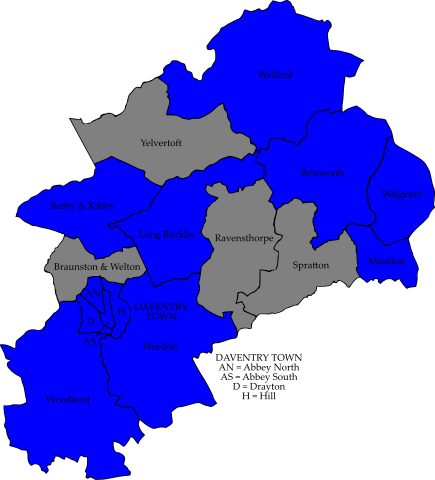 Welford
Yelvertoft
Brixworth
Walgrave
Barby & Kilsby
Long Buckby
Ravensthorpe
Spratton
Moulton
Braunston & Welton
AN
H
D
AS
DAVENTRY
TOWN
Weedon
Woodford
DAVENTRY TOWN
AN = Abbey North
AS = Abbey South
D = Drayton
H = Hill